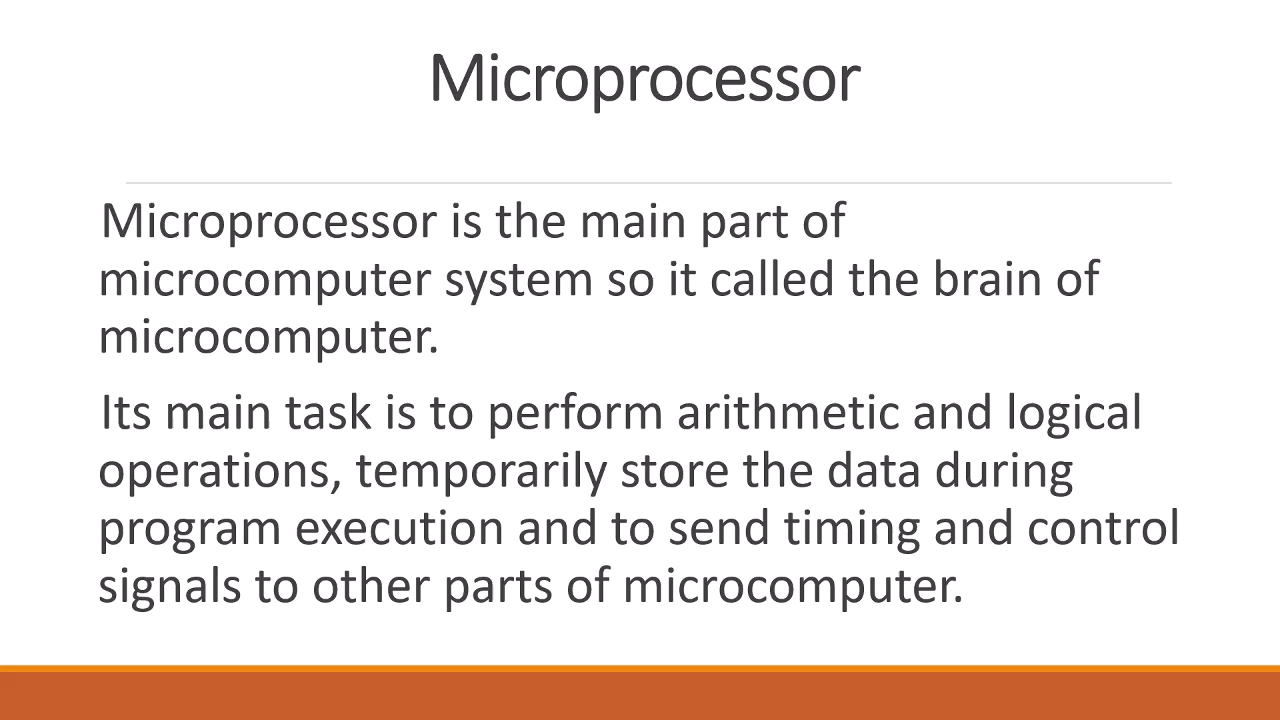 Microprocessor
Microprocessor is the main part of
microcomputer system so it called the brain of
microcomputer.
Its main task is to perform arithmetic and logical
operations, temporarily store the data during
program execution and to send timing and control
signals to other parts of microcomputer.